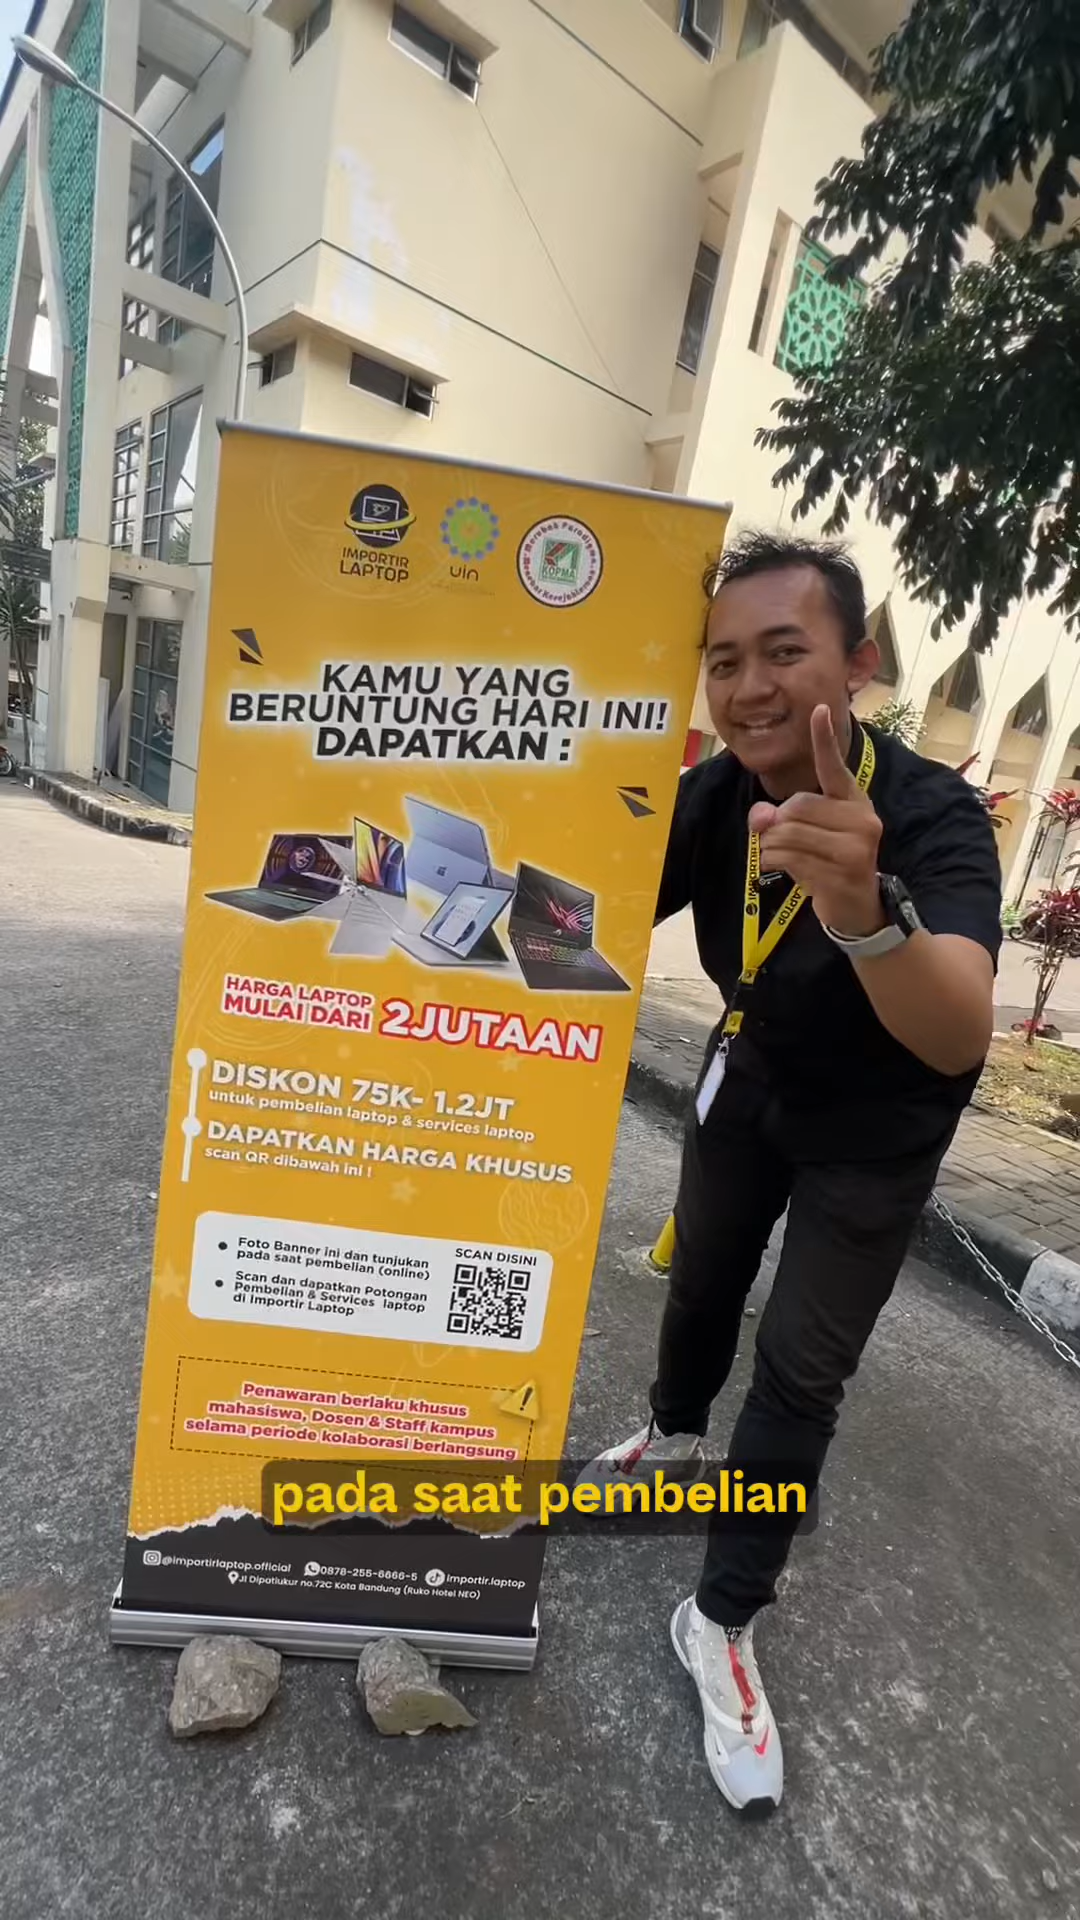 IMPORTIR
LAPTOP
uin
Merubah Paradigma
KOPMA
KAMU YANG
BERUNTUNG HARI INI!
DAPATKAN :
HARGA LAPTOP
MULAI DARI 2JUTAAN
DISKON 75K- 1.2JT
untuk pembelian laptop & services laptop
DAPATKAN HARGA KHUSUS
scan QR dibawah ini !
Foto Banner ini dan tunjukan
pada saat pembelian (online)
Scan dan dapatkan Potongan
Pembelian & Services laptop
di Importir Laptop
SCAN DISINI
Penawaran berlaku khusus
mahasiswa, Dosen & Staff kampus
selama periode kolaborasi berlangsung
pada saat pembelian
@importirlaptop.official 0878-255-6666-5 importir.laptop
Jl Dipatiukur no.72C Kota Bandung (Ruko Hotel NEO)